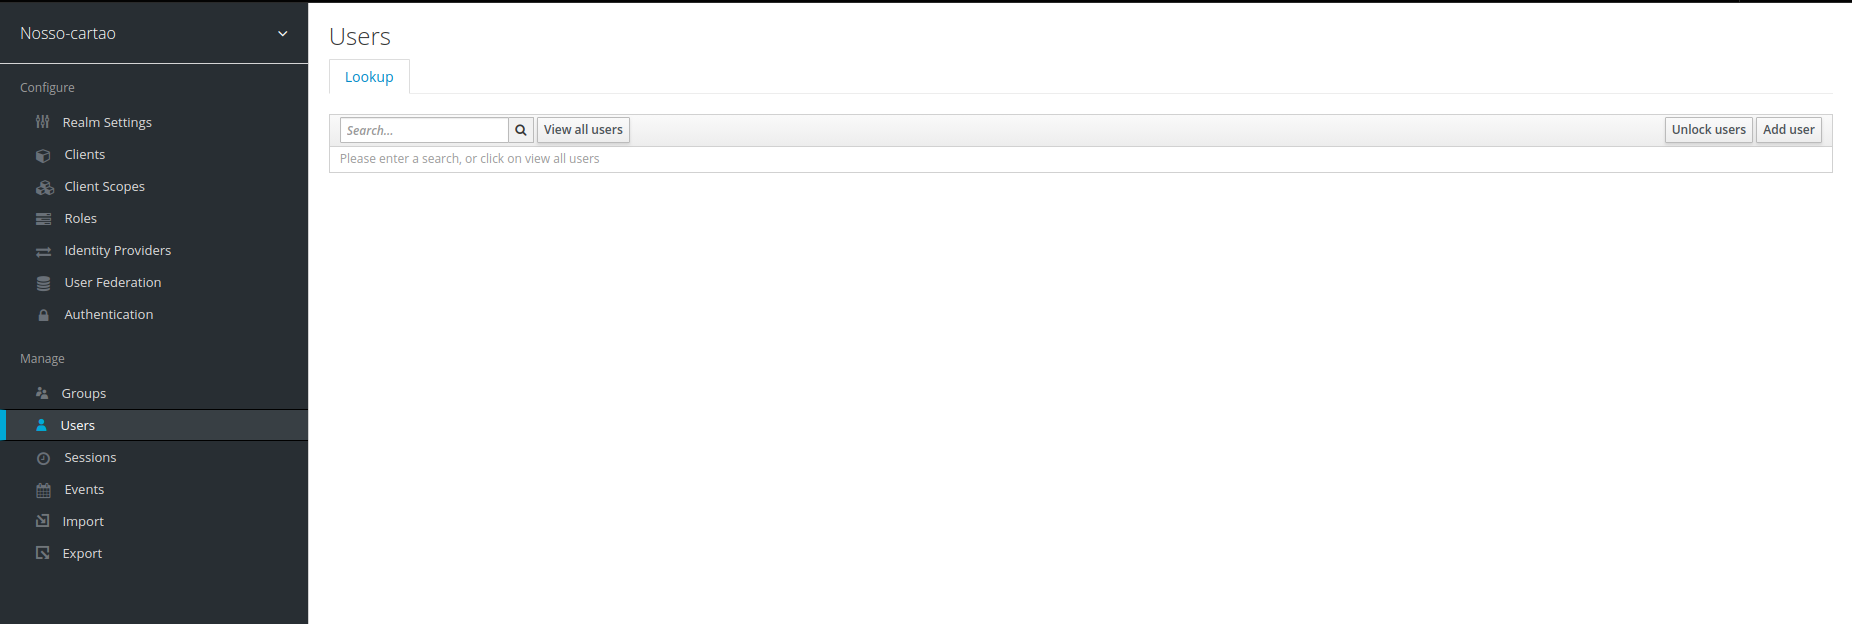 Nosso-cartao
Configure
Realm Settings
Clients
Client Scopes
Roles
Identity Providers
User Federation
Authentication
Manage
Groups
Users
Sessions
Events
Import
Export
Users
Lookup
Search... View all users Unlock users Add user
Please enter a search, or click on view all users